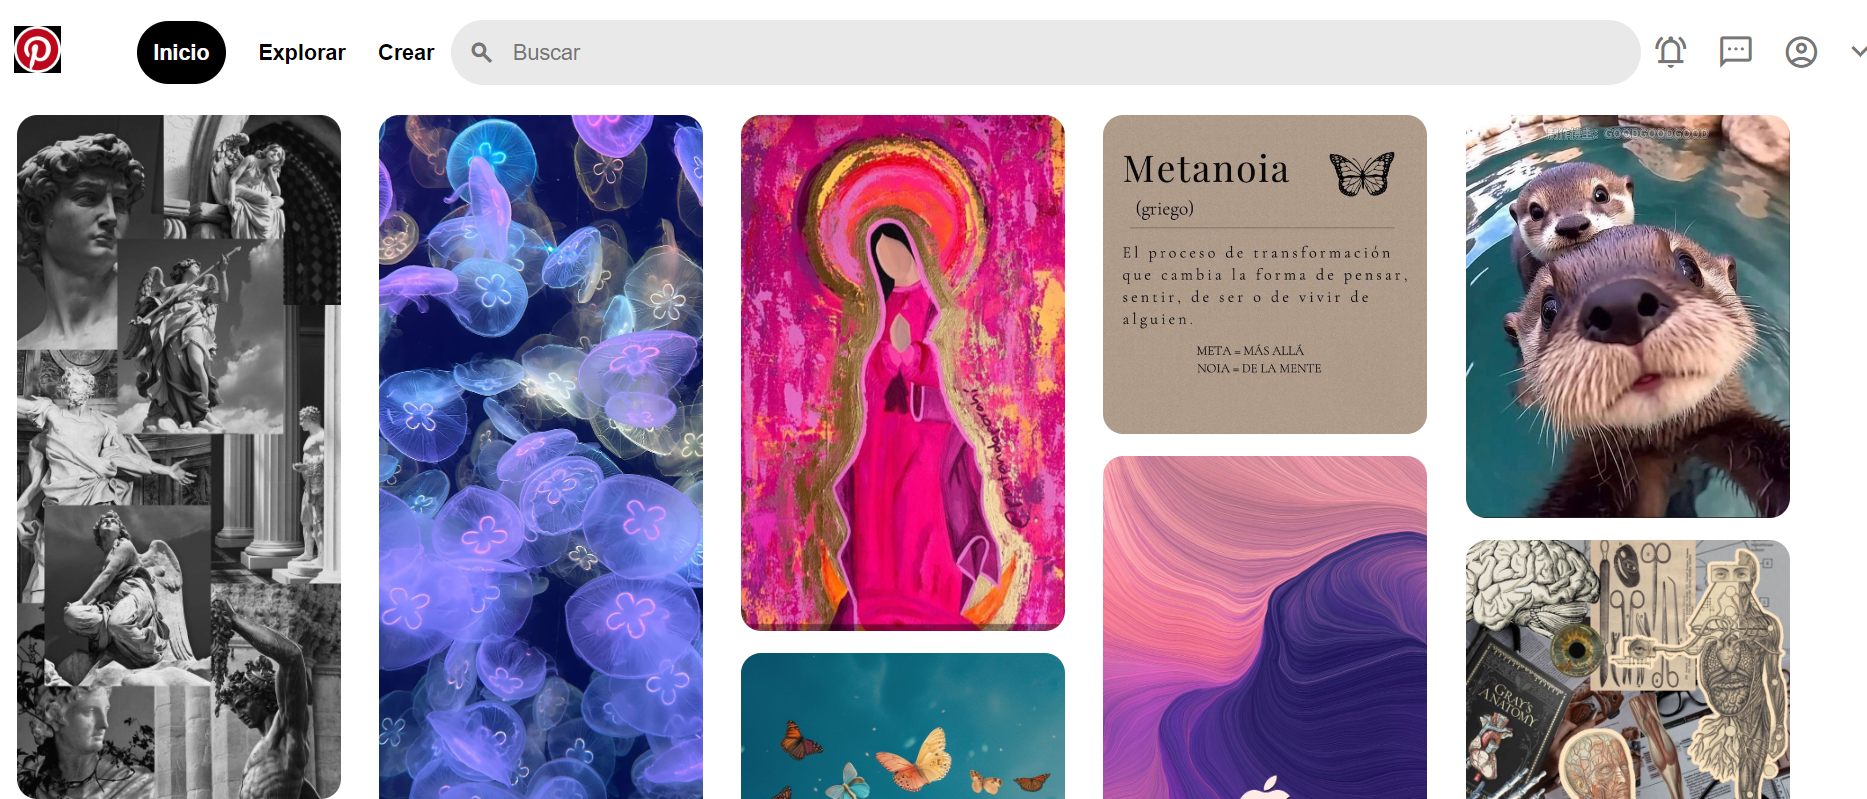 Inicio
Explorar
Crear
Buscar
Metanoia
(griego)
El proceso de transformación
que cambia la forma de pensar,
sentir, de ser o de vivir de
alguien.
META = MÁS ALLÁ
NOIA = DE LA MENTE
GOODGOODGOOD
GRAY'S
ANATOMY